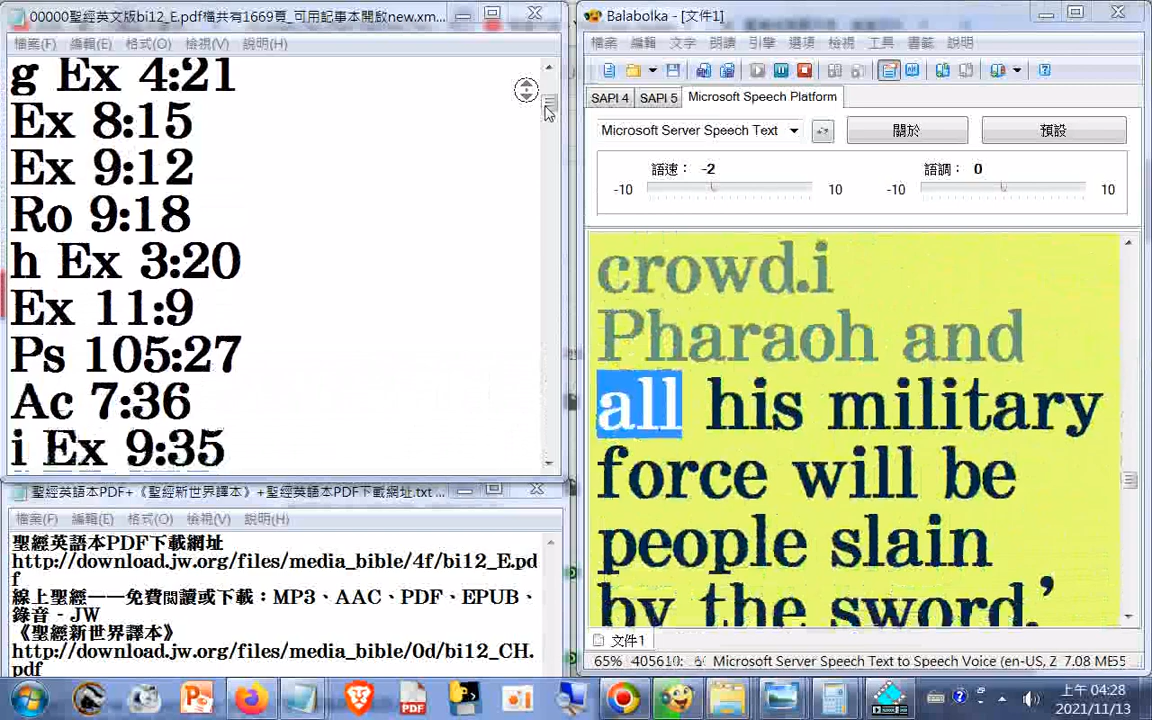 00000聖經英文版bi12_E.pdf檔共有1669頁_可用記事本開啟new.xm...
檔案(F) 編輯(E) 格式(O) 檢視(V) 說明(H)
g Ex 4:21
Ex 8:15
Ex 9:12
Ro 9:18
h Ex 3:20
Ex 11:9
Ps 105:27
Ac 7:36
i Ex 9:35
聖經英語本PDF+《聖經新世界譯本》+聖經英語本PDF下載網址.txt ...
檔案(F) 編輯(E) 格式(O) 檢視(V) 說明(H)
聖經英語本PDF下載網址
http://download.jw.org/files/media_bible/4f/bi12_E.pd
f
線上聖經——免費閱讀或下載：MP3、AAC、PDF、EPUB、
錄音 - JW
《聖經新世界譯本》
http://download.jw.org/files/media_bible/0d/bi12_CH.
pdf
Balabolka - [文件1]
檔案 編輯 文字 朗讀 引擎 選項 檢視 工具 書籤 說明
SAPI 4 SAPI 5 Microsoft Speech Platform
Microsoft Server Speech Text 關於 預設
語速： -2 語調： 0
-10 10 -10 10
crowd.i
Pharaoh and
all his military
force will be
people slain
by the sword.’
文件1
65% 405610: Microsoft Server Speech Text to Speech Voice (en-US, Z 7.08 MB
PDF
上午 04:28
2021/11/13